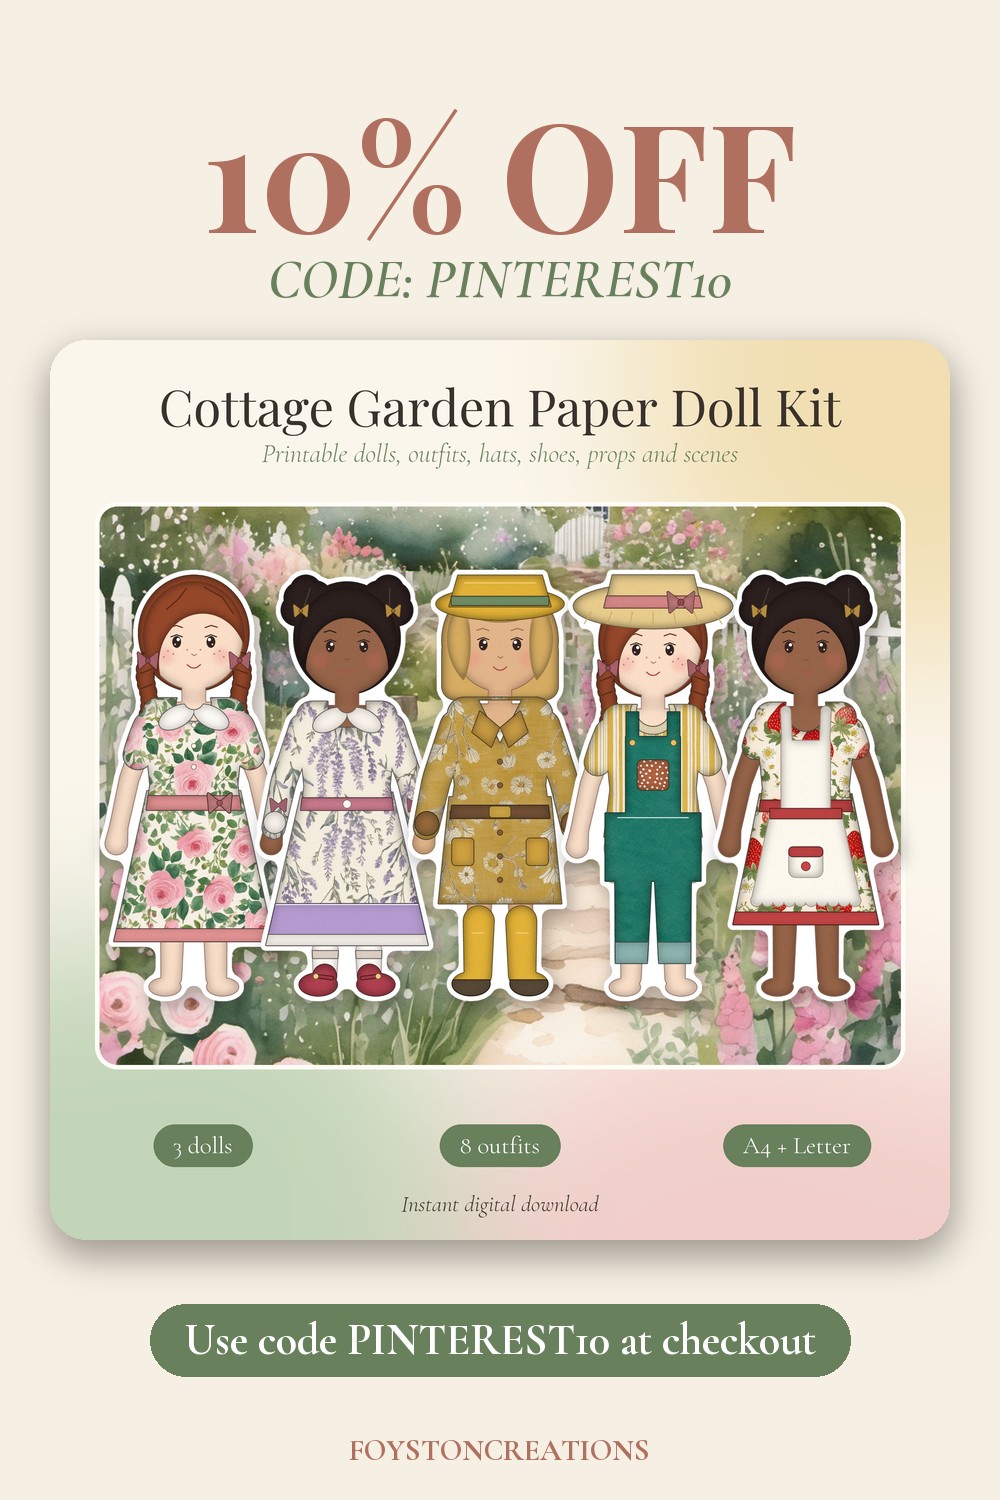 10% OFF
CODE: PINTEREST10
Cottage Garden Paper Doll Kit
Printable dolls, outfits, hats, shoes, props and scenes
3 dolls
8 outfits
A4 + Letter
Instant digital download
Use code PINTEREST10 at checkout
FOYSTONCREATIONS